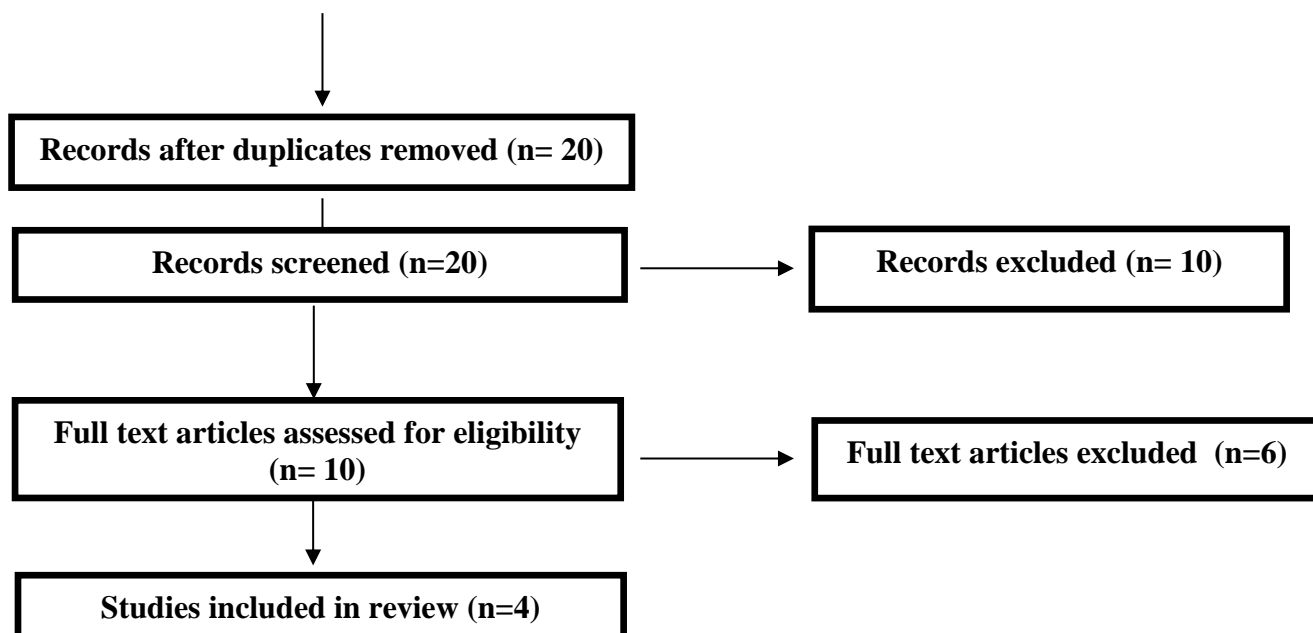 Records after duplicates removed (n= 20)
Records screened (n=20)
Records excluded (n= 10)
Full text articles assessed for eligibility
(n= 10)
Full text articles excluded  (n=6)
Studies included in review (n=4)